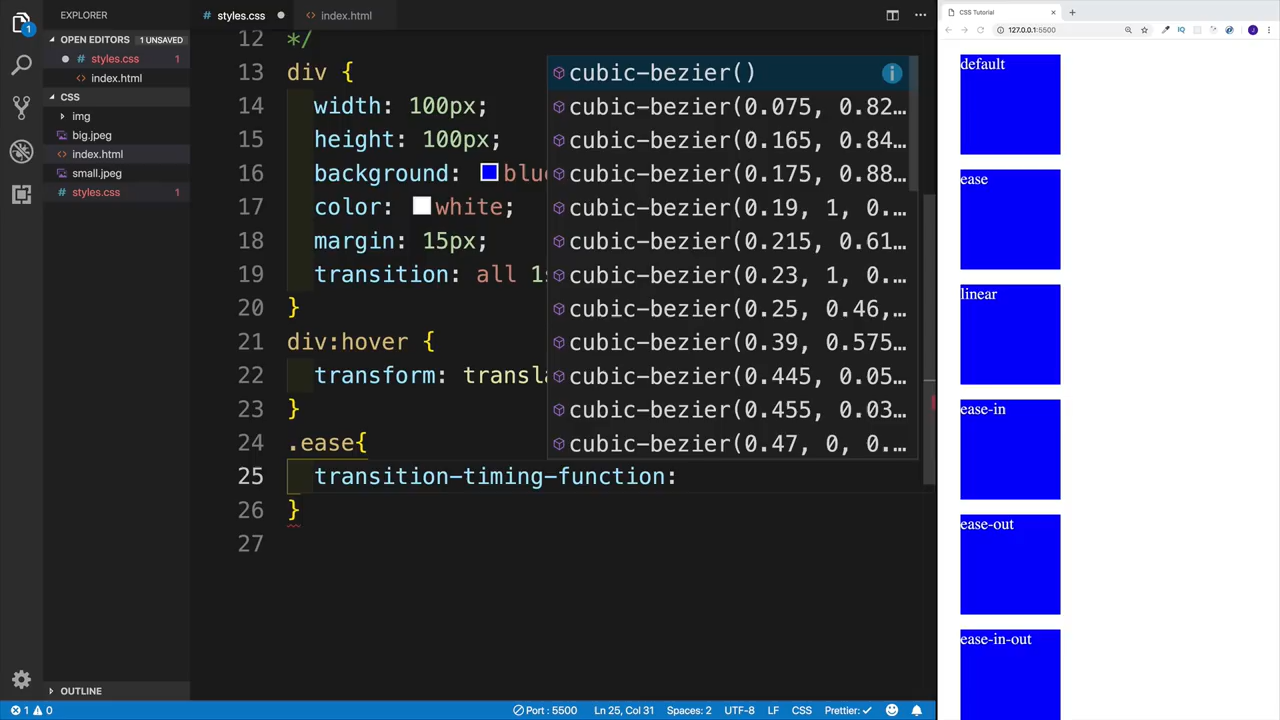 EXPLORER
OPEN EDITORS 1 UNSAVED
# styles.css 1
<> index.html
CSS
img
big.jpeg
<> index.html
small.jpeg
# styles.css 1
OUTLINE
# styles.css
<> index.html
12 */
13 div {
14 width: 100px;
15 height: 100px;
16 background: blue
17 color: white;
18 margin: 15px;
19 transition: all 1s
20 }
21 div:hover {
22 transform: transla
23 }
24 .ease{
25 transition-timing-function:
26 }
27
cubic-bezier()
cubic-bezier(0.075, 0.82…
cubic-bezier(0.165, 0.84…
cubic-bezier(0.175, 0.88…
cubic-bezier(0.19, 1, 0.…
cubic-bezier(0.215, 0.61…
cubic-bezier(0.23, 1, 0.…
cubic-bezier(0.25, 0.46,…
cubic-bezier(0.39, 0.575…
cubic-bezier(0.445, 0.05…
cubic-bezier(0.455, 0.03…
cubic-bezier(0.47, 0, 0.…
1 0 Port : 5500 Ln 25, Col 31 Spaces: 2 UTF-8 LF CSS Prettier: ✓
CSS Tutorial
127.0.0.1:5500
default
ease
linear
ease-in
ease-out
ease-in-out